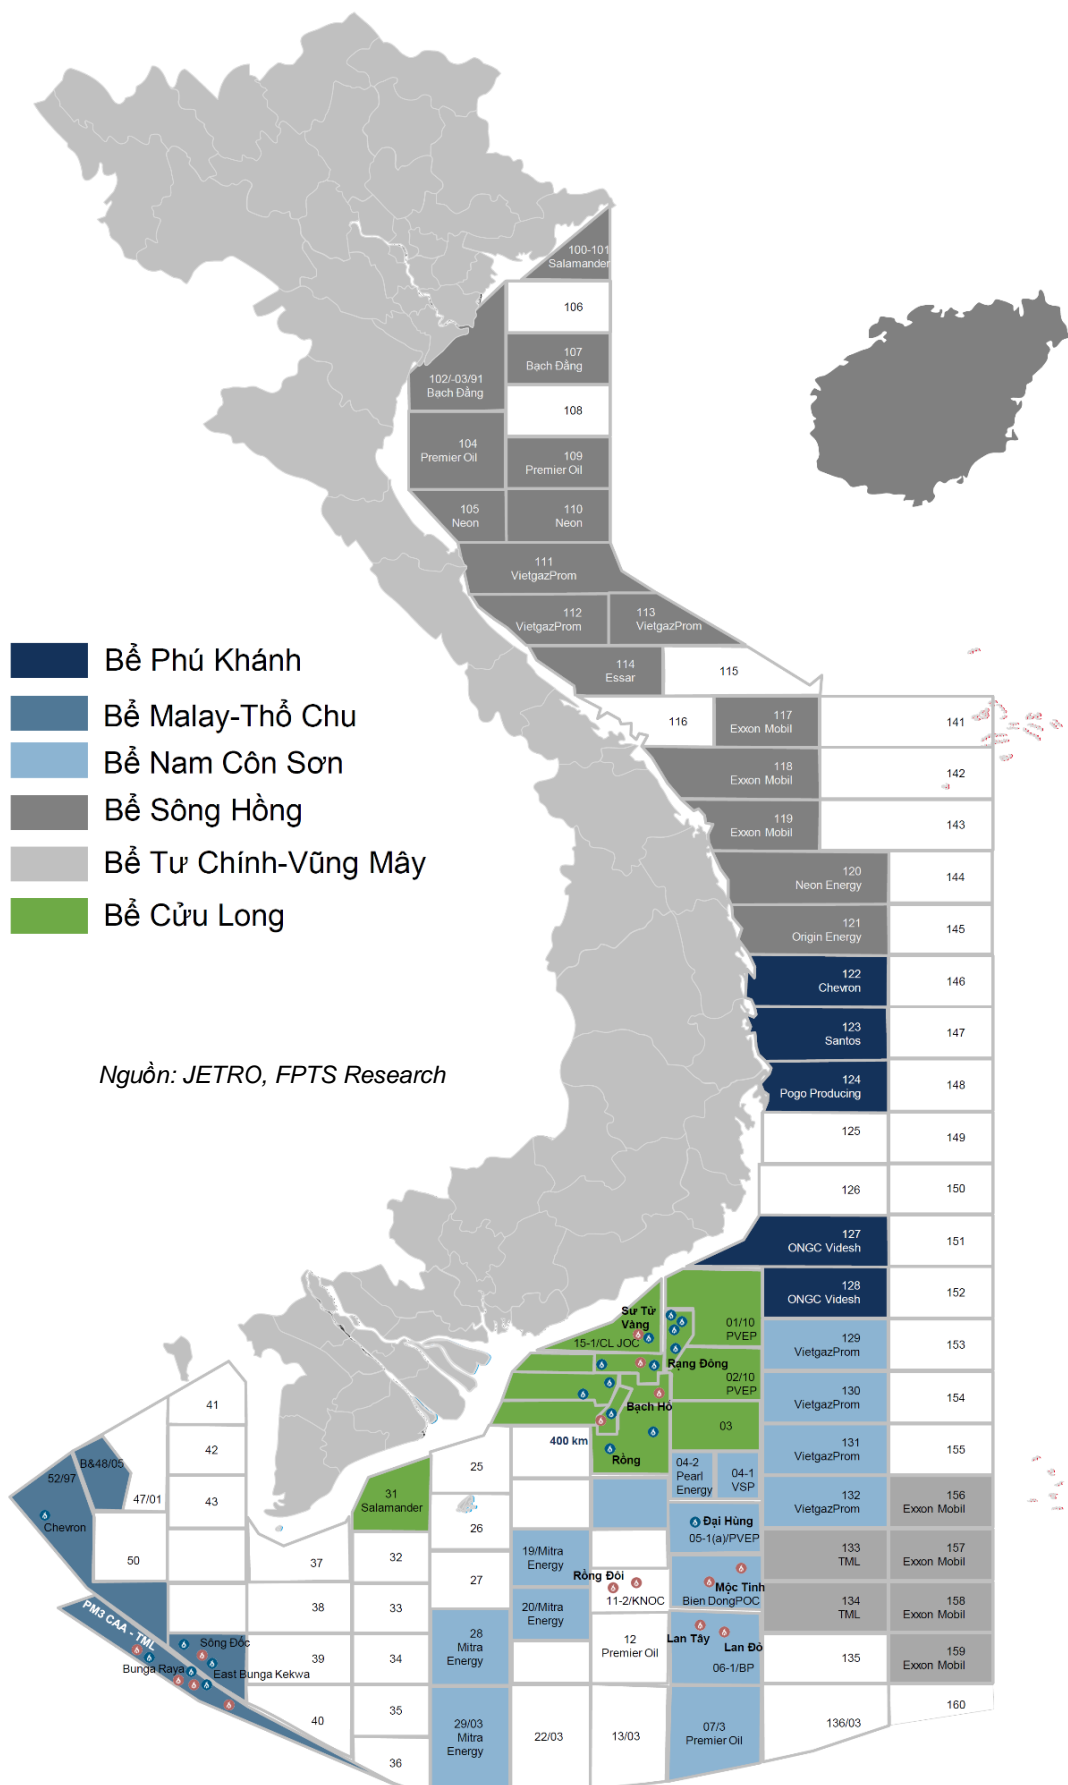 100-101
Salamander
106
107
Bạch Đằng
102/-03/91
Bạch Đằng
108
104
Premier Oil
109
Premier Oil
105
Neon
110
Neon
111
VietgazProm
112
VietgazProm
113
VietgazProm
114
Essar
115
116
117
Exxon Mobil
141
118
Exxon Mobil
142
119
Exxon Mobil
143
120
Neon Energy
144
121
Origin Energy
145
122
Chevron
146
123
Santos
147
124
Pogo Producing
148
125
149
126
150
127
ONGC Videsh
151
128
ONGC Videsh
152
Bể Phú Khánh
Bể Malay-Thổ Chu
Bể Nam Côn Sơn
Bể Sông Hồng
Bể Tư Chính-Vũng Mây
Bể Cửu Long
Nguồn: JETRO, FPTS Research
Sư Tử
Vàng
15-1/CL JOC
01/10
PVEP
129
VietgazProm
153
Rạng Đông
02/10
PVEP
130
VietgazProm
154
Bạch Hổ
03
131
VietgazProm
155
400 km
Rồng
04-2
Pearl
Energy
04-1
VSP
132
VietgazProm
156
Exxon Mobil
41
42
43
B&48/05
52/97
47/01
Chevron
50
25
31
Salamander
26
Đại Hùng
05-1(a)/PVEP
133
TML
157
Exxon Mobil
37
32
27
19/Mitra
Energy
Rồng Đôi
11-2/KNOC
Mộc Tinh
Bien DongPOC
134
TML
158
Exxon Mobil
38
33
20/Mitra
Energy
28
Mitra
Energy
12
Premier Oil
Lan Tây
Lan Đỏ
06-1/BP
135
159
Exxon Mobil
PM3 CAA - TML
Sông Đốc
Bunga Raya
East Bunga Kekwa
39
34
40
35
36
29/03
Mitra
Energy
22/03
13/03
07/3
Premier Oil
136/03
160